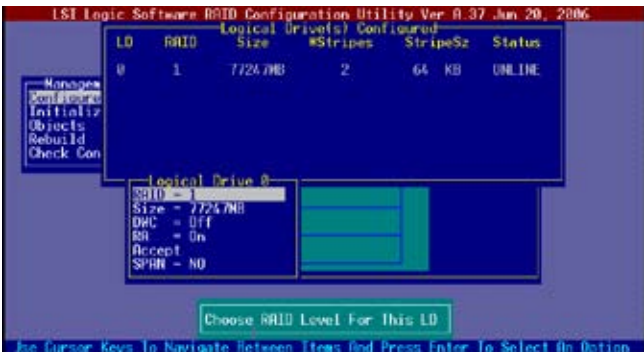 LSI Logic Software RAID Configuration Utility Ver A.37 Jun 20, 2006
Logical Drive(s) Configured
LD RAID Size #Stripes StripeSz Status
0 1 77247MB 2 64 KB ONLINE
Managem
Configure
Initializ
Objects
Rebuild
Check Con
Logical Drive 0
RAID = 1
Size = 77247MB
DWC = Off
RA = On
Accept
SPAN = NO
Choose RAID Level For This LD
Use Cursor Keys To Navigate Between Items And Press Enter To Select An Option